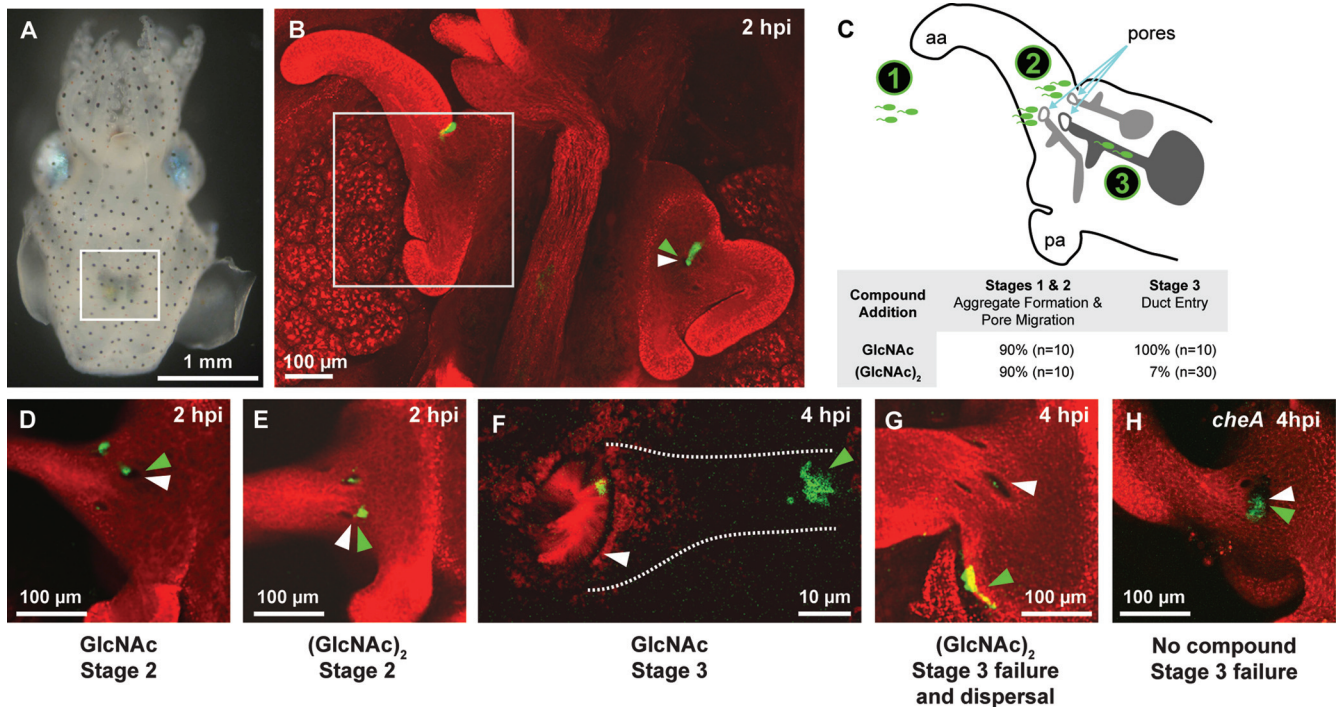 A
1 mm
B
2 hpi
100 µm
C
aa
pores
1
2
3
pa
Compound Addition
Stages 1 & 2
Aggregate Formation &
Pore Migration
Stage 3
Duct Entry
GlcNAc 90% (n=10) 100% (n=10)
(GlcNAc)2 90% (n=10) 7% (n=30)
D
2 hpi
100 µm
GlcNAc
Stage 2
E
2 hpi
100 µm
(GlcNAc)2
Stage 2
F
4 hpi
10 µm
GlcNAc
Stage 3
G
4 hpi
100 µm
(GlcNAc)2
Stage 3 failure
and dispersal
H
cheA 4hpi
100 µm
No compound
Stage 3 failure